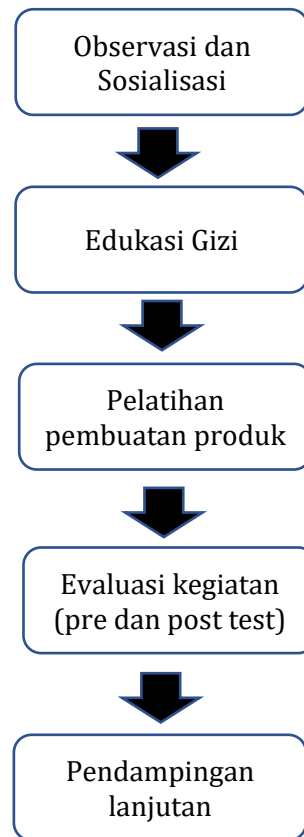 Observasi dan
Sosialisasi
Edukasi Gizi
Pelatihan
pembuatan produk
Evaluasi kegiatan
(pre dan post test)
Pendampingan
lanjutan